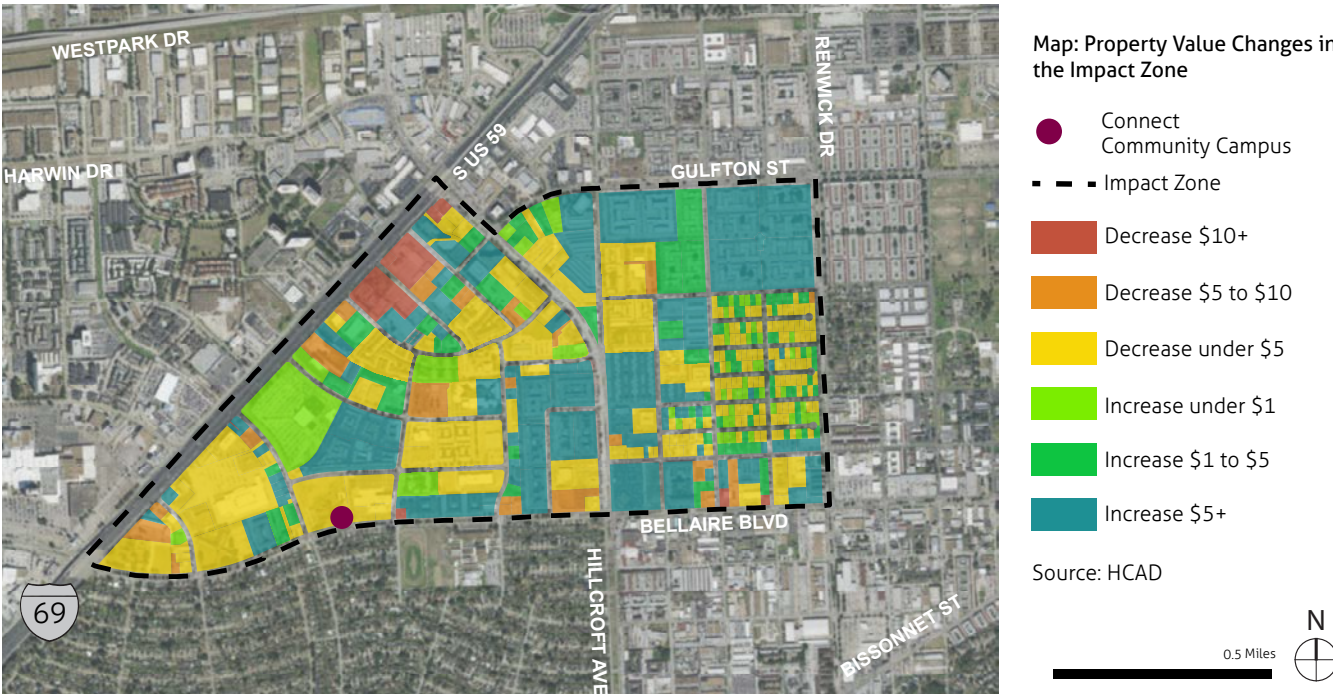 WESTPARK DR
HARWIN DR
S US 59
GULFTON ST
RENWICK DR
BELLAIRE BLVD
HILLCROFT AVE
BISSONNET ST
69
Map: Property Value Changes in
the Impact Zone
Connect
Community Campus
Impact Zone
Decrease $10+
Decrease $5 to $10
Decrease under $5
Increase under $1
Increase $1 to $5
Increase $5+
Source: HCAD
0.5 Miles
N